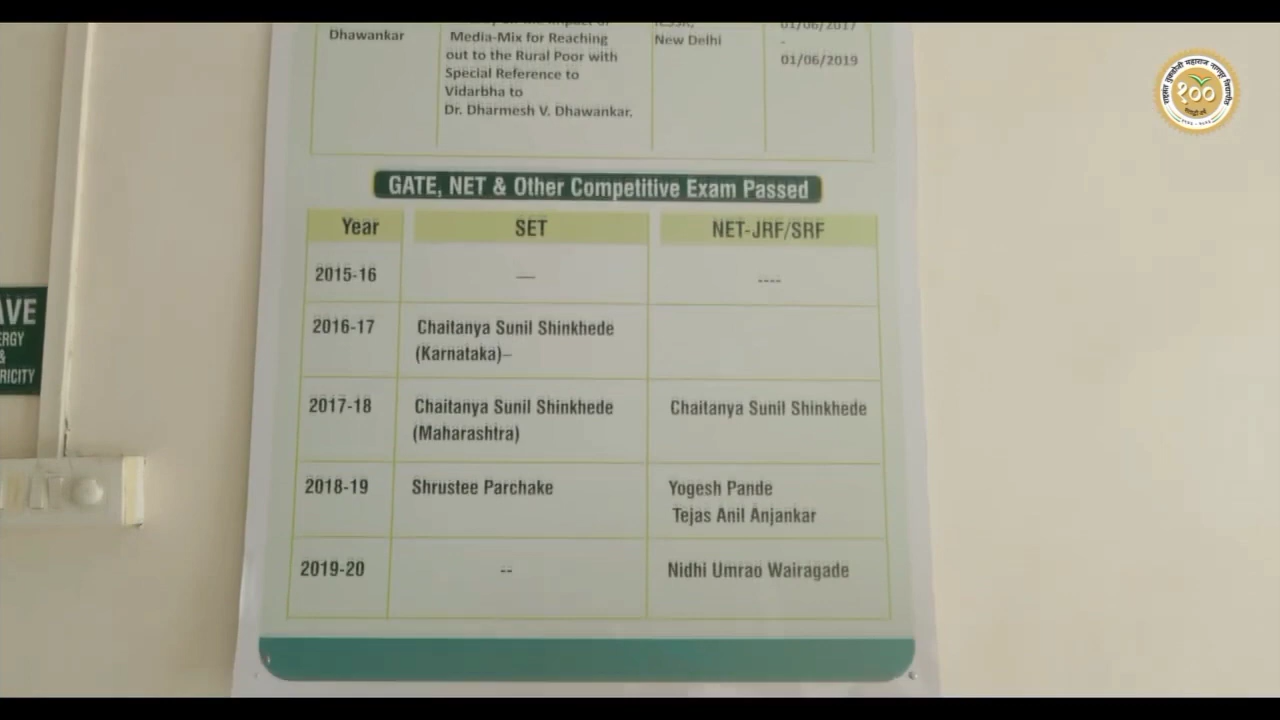 Dhawankar
Media-Mix for Reaching
out to the Rural Poor with
Special Reference to
Vidarbha to
Dr. Dharmesh V. Dhawankar,
New Delhi
01/06/2017
-
01/06/2019
GATE, NET & Other Competitive Exam Passed
Year SET NET-JRF/SRF
2015-16 — ----
2016-17 Chaitanya Sunil Shinkhede
(Karnataka)–
2017-18 Chaitanya Sunil Shinkhede Chaitanya Sunil Shinkhede
(Maharashtra)
2018-19 Shrustee Parchake Yogesh Pande
Tejas Anil Anjankar
2019-20 -- Nidhi Umrao Wairagade
AVE
ERGY
&
RICITY
१००